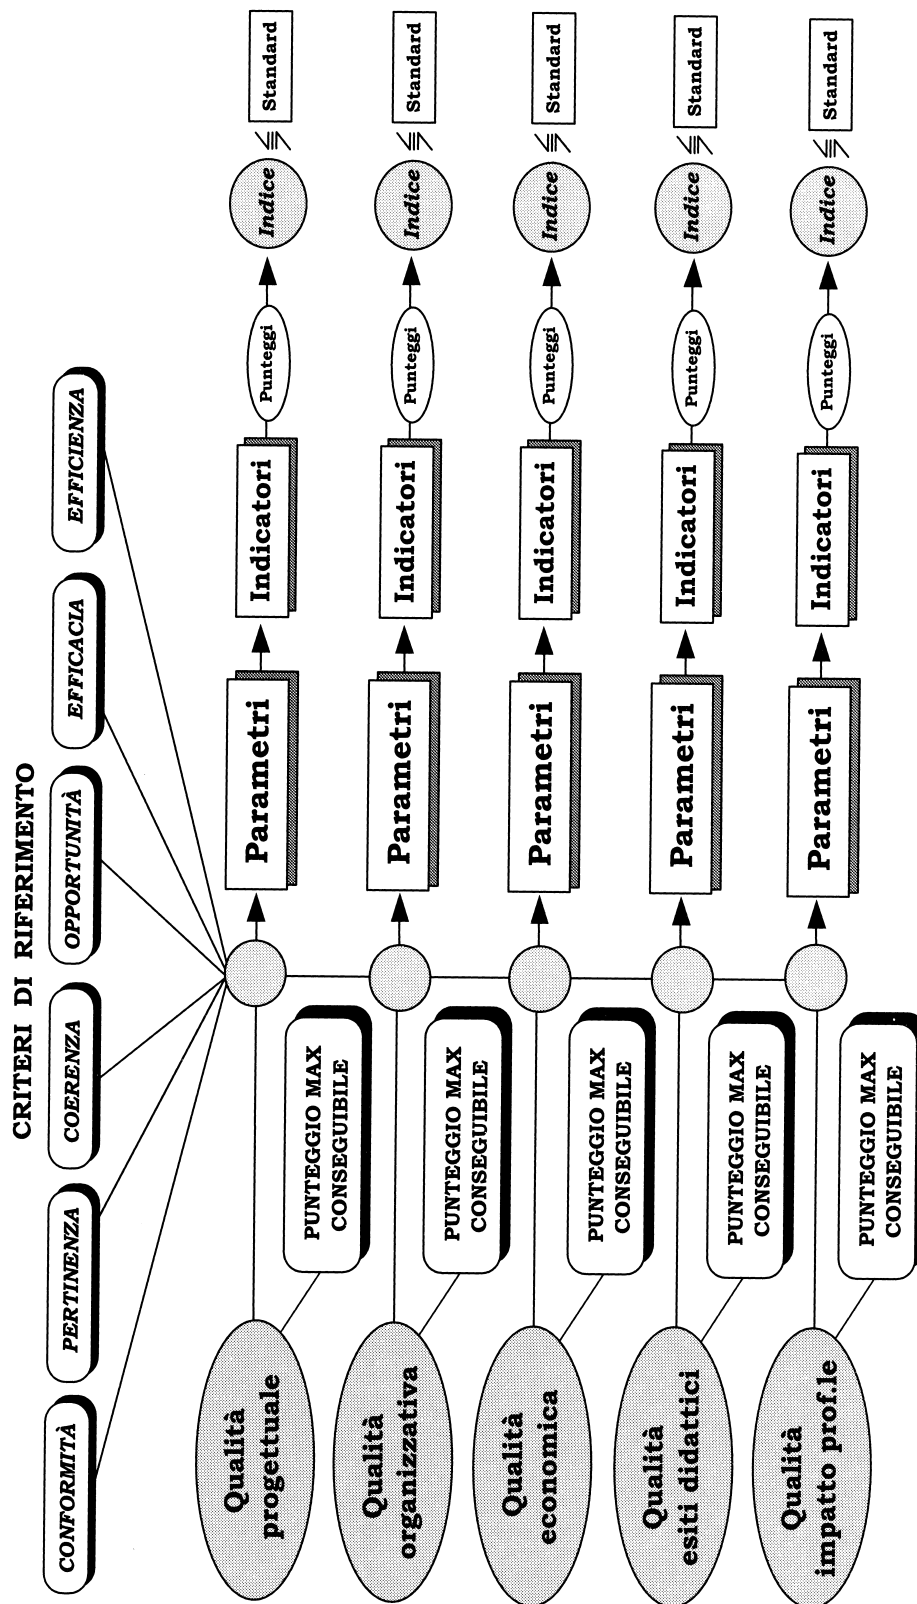 CRITERI DI RIFERIMENTO
CONFORMITÀ
PERTINENZA
COERENZA
OPPORTUNITÀ
EFFICACIA
EFFICIENZA
Qualità
progettuale
PUNTEGGIO MAX
CONSEGUIBILE
Parametri
Indicatori
Punteggi
Indice
Standard
Qualità
organizzativa
PUNTEGGIO MAX
CONSEGUIBILE
Parametri
Indicatori
Punteggi
Indice
Standard
Qualità
economica
PUNTEGGIO MAX
CONSEGUIBILE
Parametri
Indicatori
Punteggi
Indice
Standard
Qualità
esiti didattici
PUNTEGGIO MAX
CONSEGUIBILE
Parametri
Indicatori
Punteggi
Indice
Standard
Qualità
impatto prof.le
PUNTEGGIO MAX
CONSEGUIBILE
Parametri
Indicatori
Punteggi
Indice
Standard